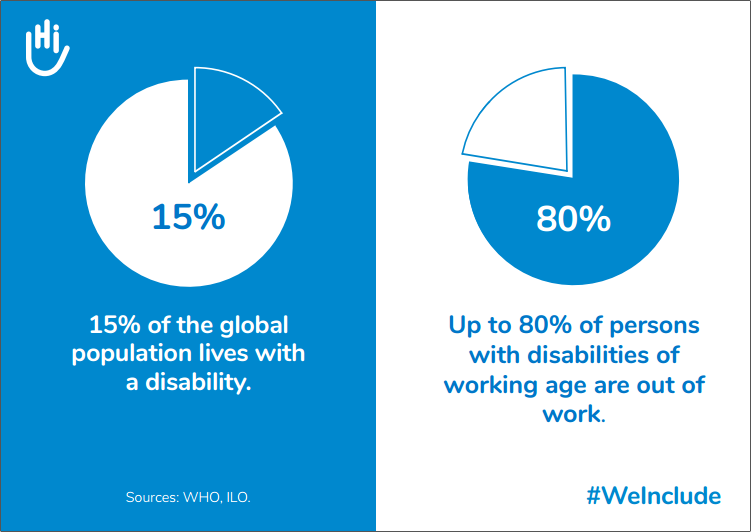 Hi
15%
15% of the global
population lives with
a disability.
Sources: WHO, ILO.
80%
Up to 80% of persons
with disabilities of
working age are out of
work.
#WeInclude